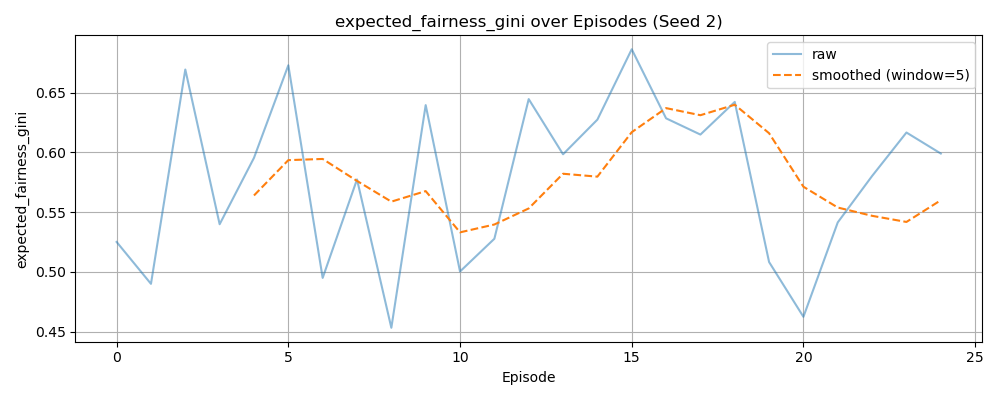 expected_fairness_gini over Episodes (Seed 2)
raw
smoothed (window=5)
expected_fairness_gini
0.65
0.60
0.55
0.50
0.45
0 5 10 15 20 25
Episode